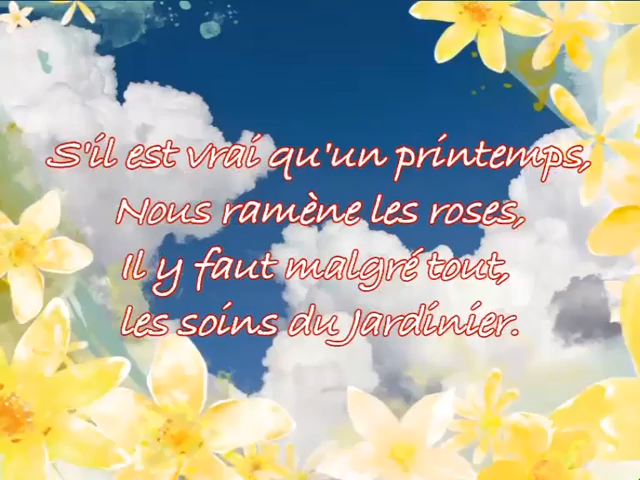 S'il est vrai qu'un printemps,
Nous ramène les roses,
Il y faut malgré tout,
les soins du Jardinier.